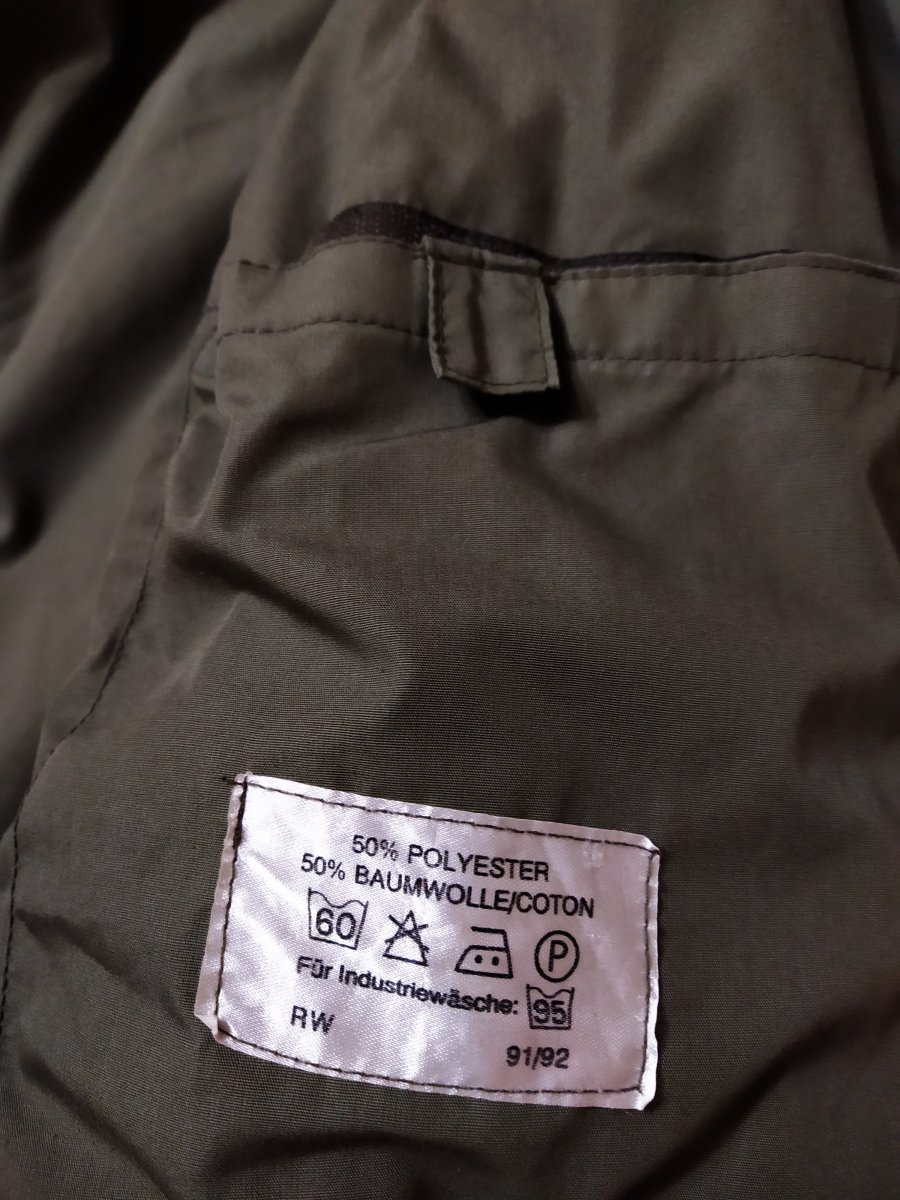 50% POLYESTER
50% BAUMWOLLE/COTON
60 P
Für Industriewäsche: 95
RW
91/92